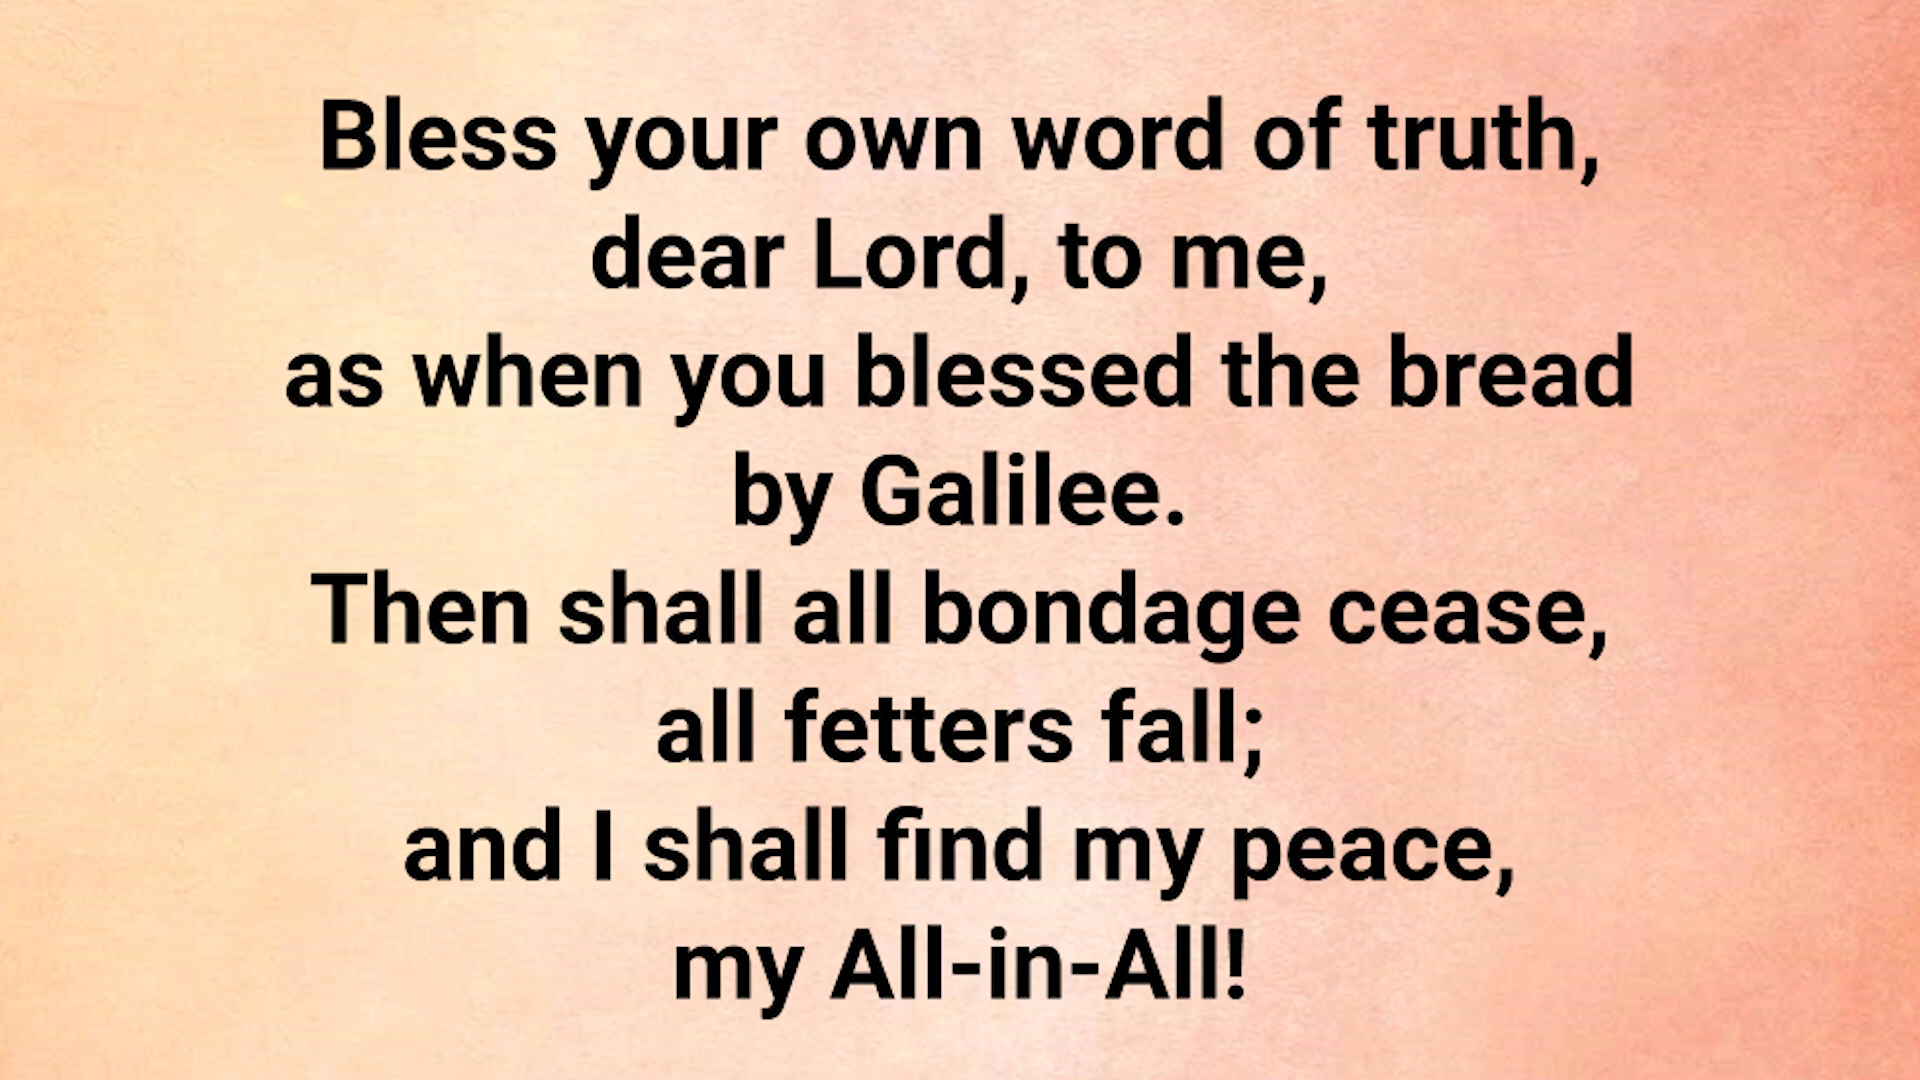 Bless your own word of truth,
dear Lord, to me,
as when you blessed the bread
by Galilee.
Then shall all bondage cease,
all fetters fall;
and I shall find my peace,
my All-in-All!